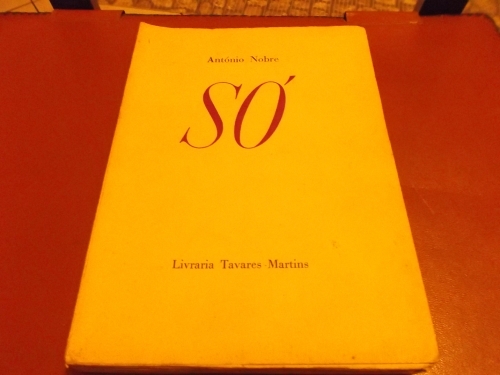 António Nobre
SÓ
Livraria Tavares Martins